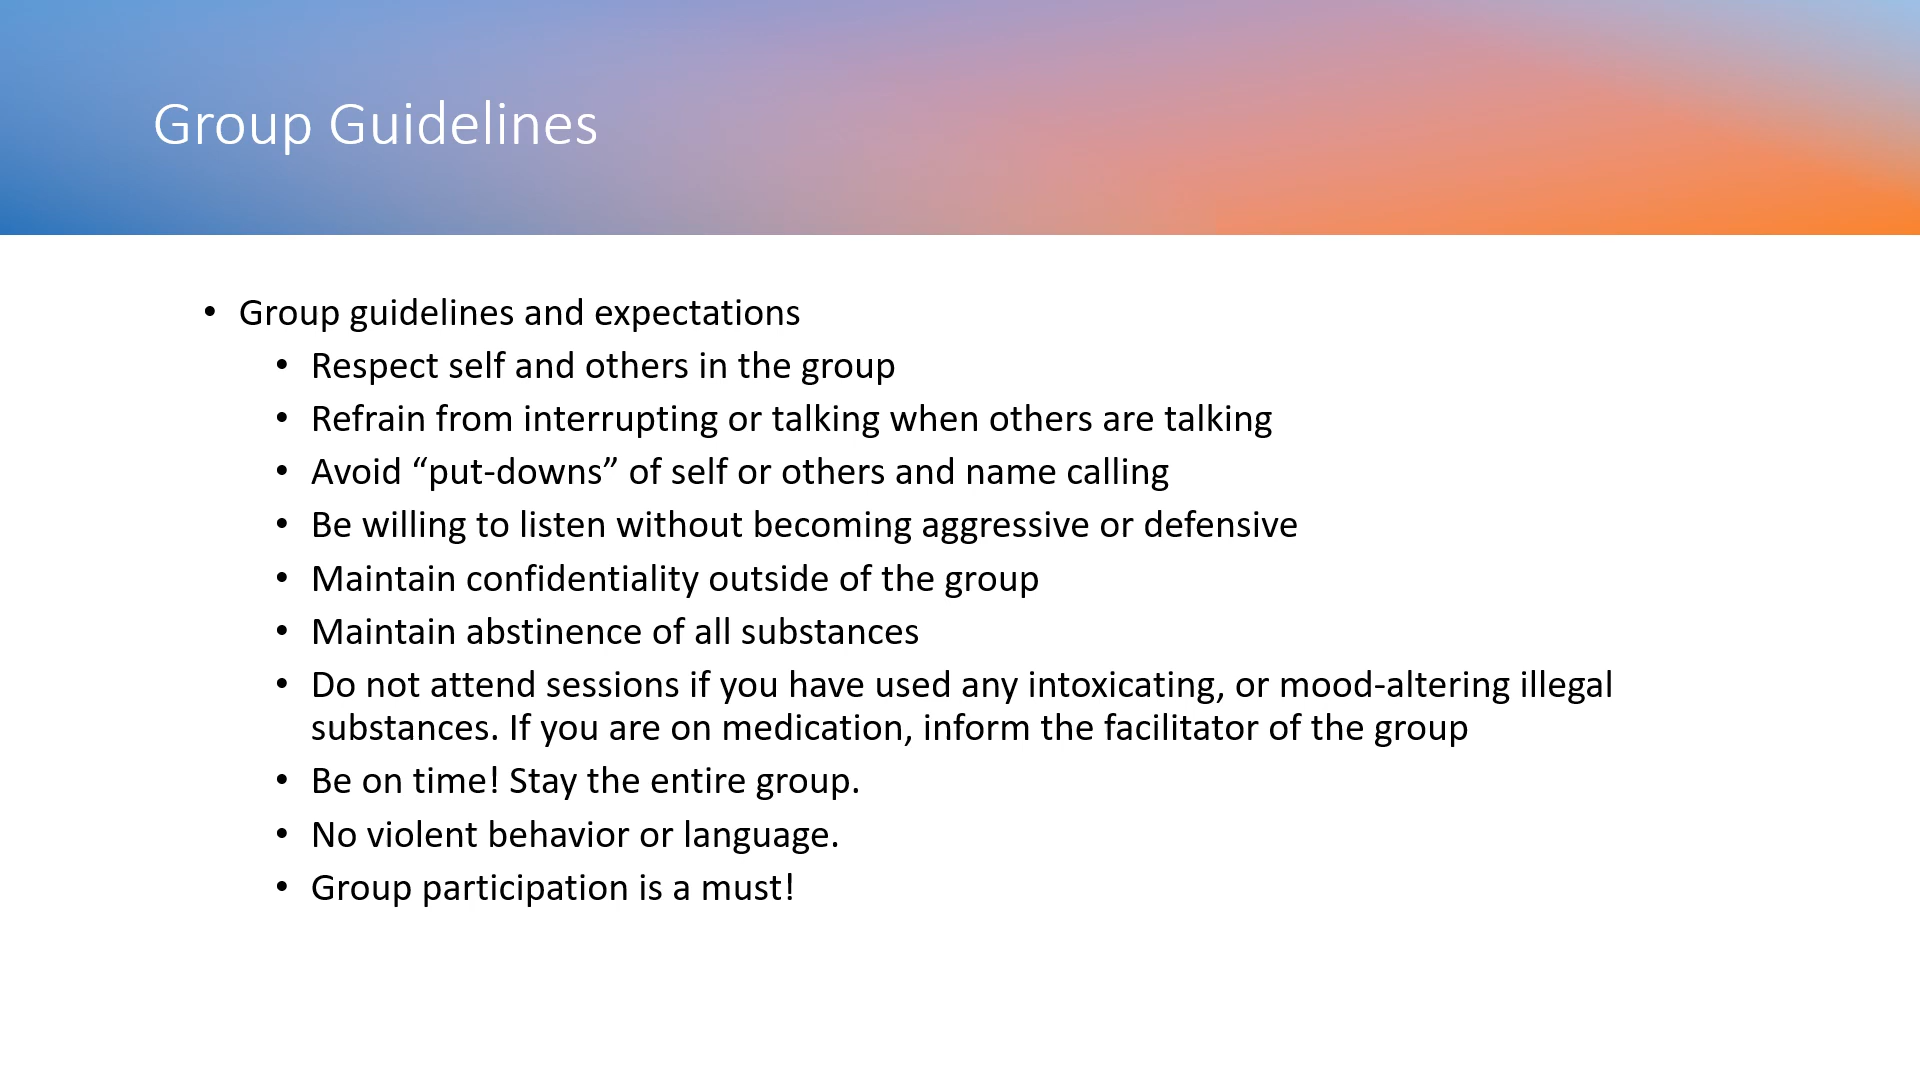 Group Guidelines
• Group guidelines and expectations
• Respect self and others in the group
• Refrain from interrupting or talking when others are talking
• Avoid “put-downs” of self or others and name calling
• Be willing to listen without becoming aggressive or defensive
• Maintain confidentiality outside of the group
• Maintain abstinence of all substances
• Do not attend sessions if you have used any intoxicating, or mood-altering illegal
substances. If you are on medication, inform the facilitator of the group
• Be on time! Stay the entire group.
• No violent behavior or language.
• Group participation is a must!